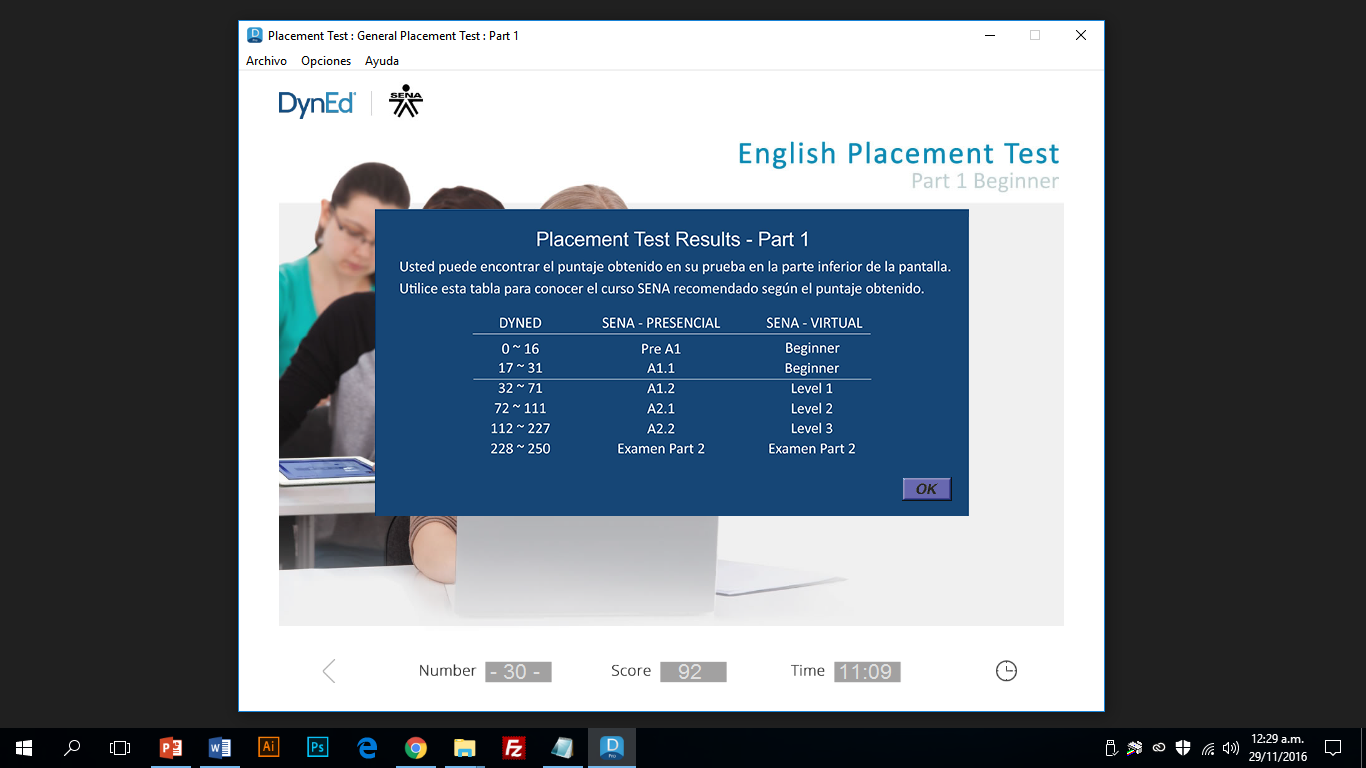 Placement Test : General Placement Test : Part 1
Archivo Opciones Ayuda
DynEd SENA
English Placement Test
Part 1 Beginner
Placement Test Results - Part 1
Usted puede encontrar el puntaje obtenido en su prueba en la parte inferior de la pantalla.
Utilice esta tabla para conocer el curso SENA recomendado según el puntaje obtenido.
DYNED SENA - PRESENCIAL SENA - VIRTUAL
0 ~ 16 Pre A1 Beginner
17 ~ 31 A1.1 Beginner
32 ~ 71 A1.2 Level 1
72 ~ 111 A2.1 Level 2
112 ~ 227 A2.2 Level 3
228 ~ 250 Examen Part 2 Examen Part 2
OK
Number - 30 - Score 92 Time 11:09
Ai Ps Fz D Pro
12:29 a.m.
29/11/2016